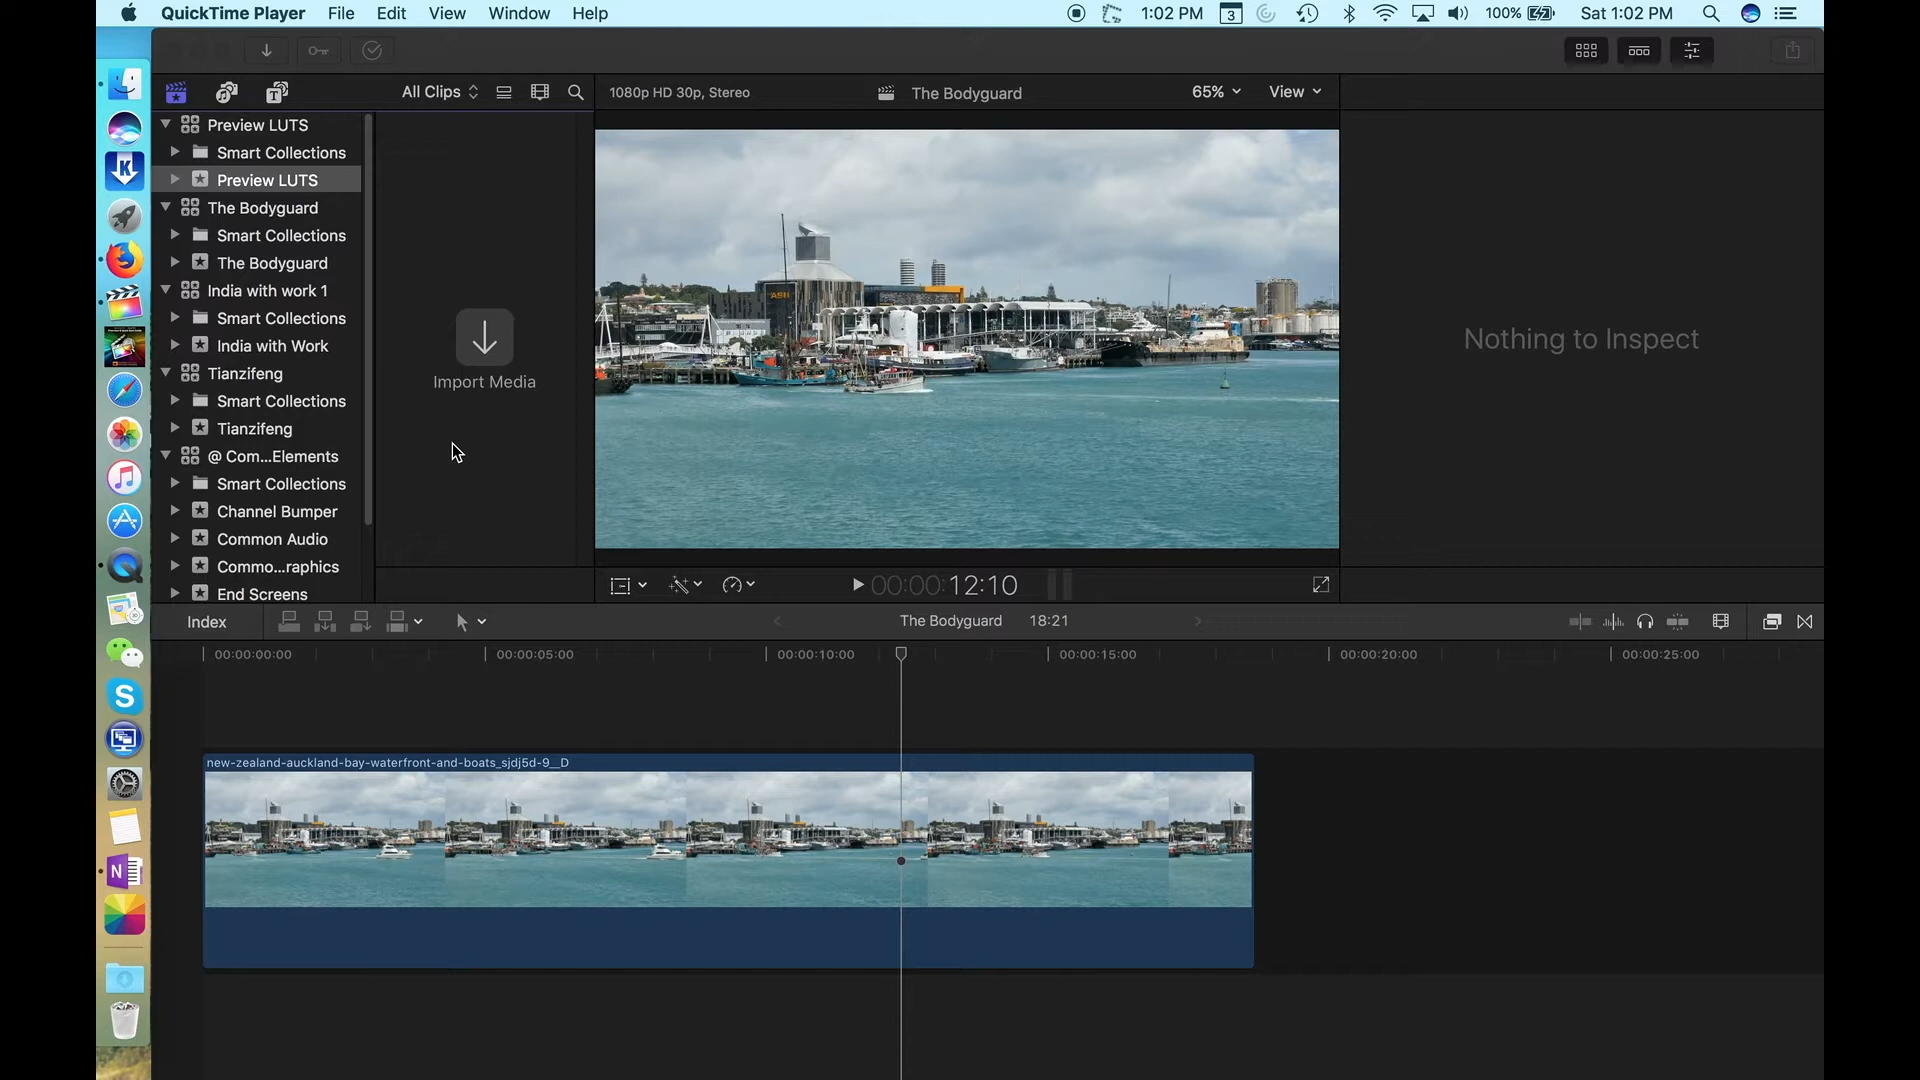 QuickTime Player File Edit View Window Help
1:02 PM 3 100% Sat 1:02 PM
All Clips 1080p HD 30p, Stereo The Bodyguard 65% View
Preview LUTS
Smart Collections
Preview LUTS
The Bodyguard
Smart Collections
The Bodyguard
India with work 1
Smart Collections
India with Work
Tianzifeng
Smart Collections
Tianzifeng
@ Com...Elements
Smart Collections
Channel Bumper
Common Audio
Commo...raphics
End Screens
Import Media
ASB
Nothing to Inspect
00:00:12:10
Index The Bodyguard 18:21
00:00:00:00 00:00:05:00 00:00:10:00 00:00:15:00 00:00:20:00 00:00:25:00
new-zealand-auckland-bay-waterfront-and-boats_sjdj5d-9__D